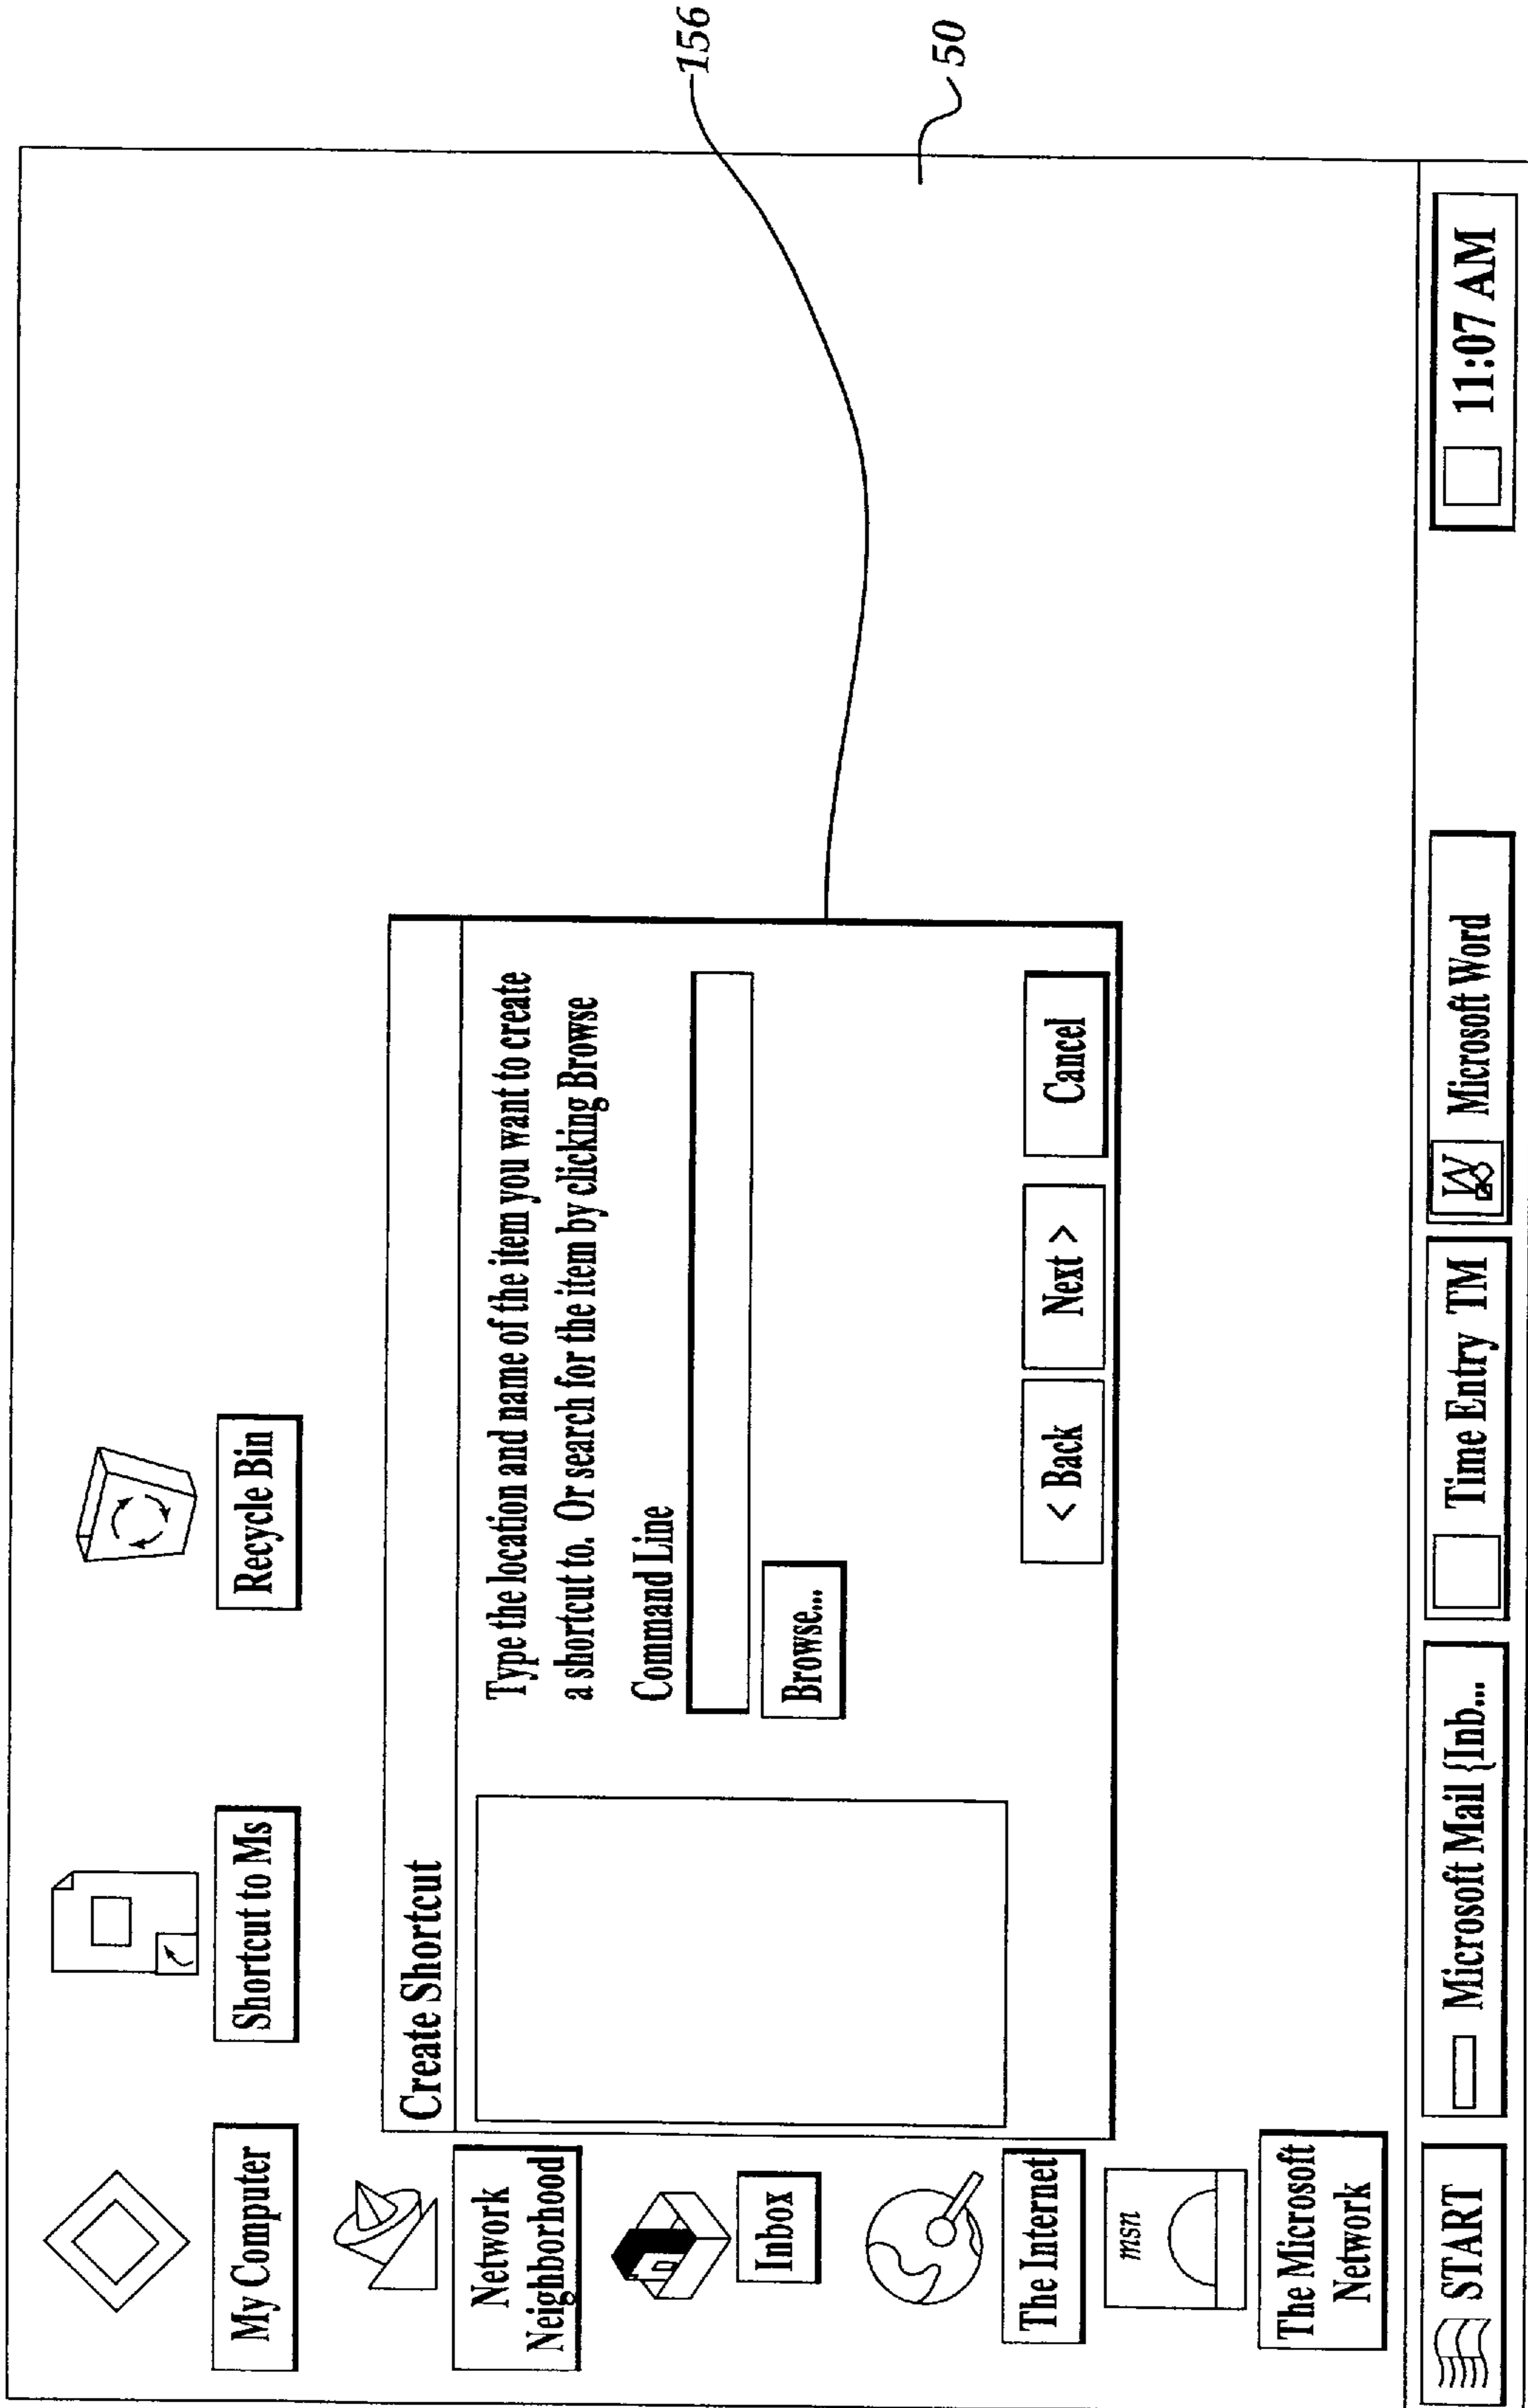 My Computer
Shortcut to Ms
Recycle Bin
Network
Neighborhood
Inbox
The Internet
msn
The Microsoft
Network
Create Shortcut
Type the location and name of the item you want to create
a shortcut to. Or search for the item by clicking Browse
Command Line
Browse...
< Back
Next >
Cancel
156
50
START
Microsoft Mail {Inb...
Time Entry TM
W
Microsoft Word
11:07 AM